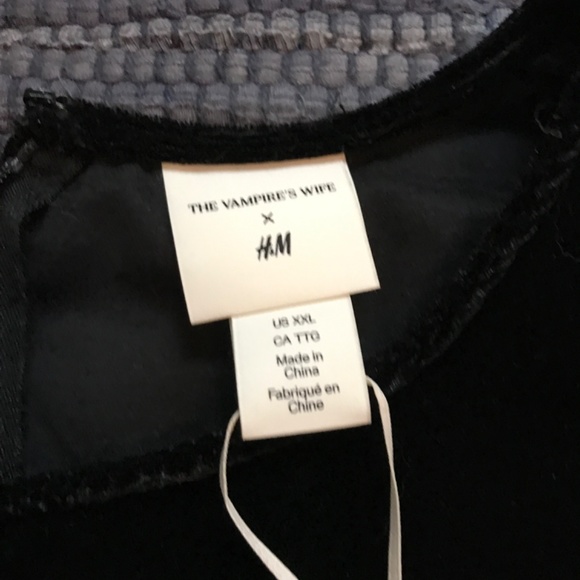 THE VAMPIRE'S WIFE
×
H&M
US XXL
CA TTG
Made in
China
Fabriqué en
Chine